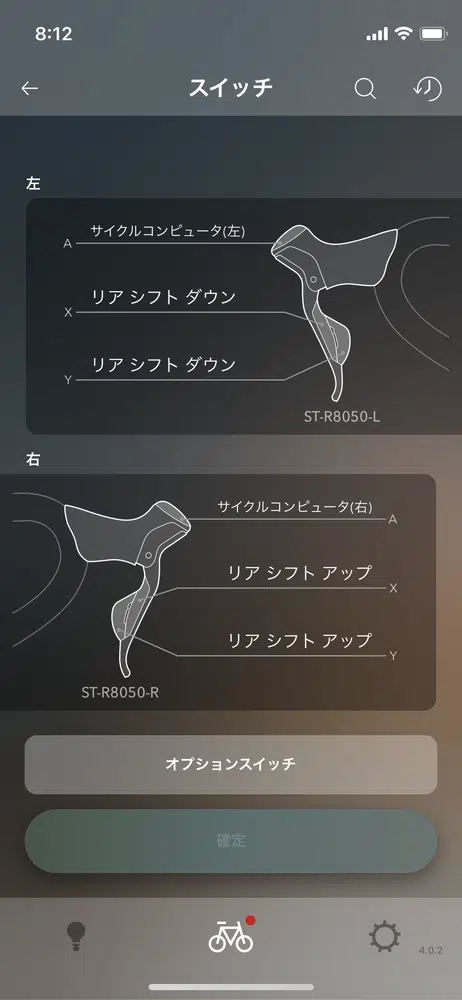 8:12
スイッチ
左
A サイクルコンピュータ(左)
X リア シフト ダウン
Y リア シフト ダウン
ST-R8050-L
右
サイクルコンピュータ(右) A
リア シフト アップ X
リア シフト アップ Y
ST-R8050-R
オプションスイッチ
確定
4.0.2